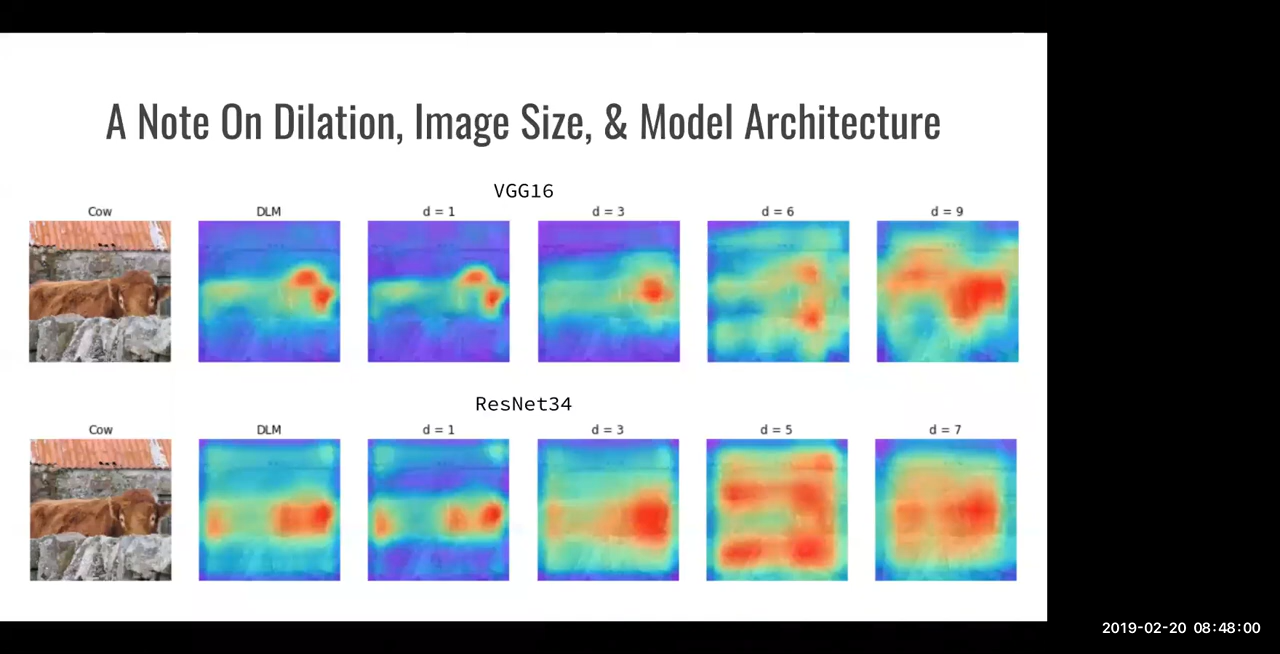 A Note On Dilation, Image Size, & Model Architecture
VGG16
Cow DLM d = 1 d = 3 d = 6 d = 9
ResNet34
Cow DLM d = 1 d = 3 d = 5 d = 7
2019-02-20 08:48:00